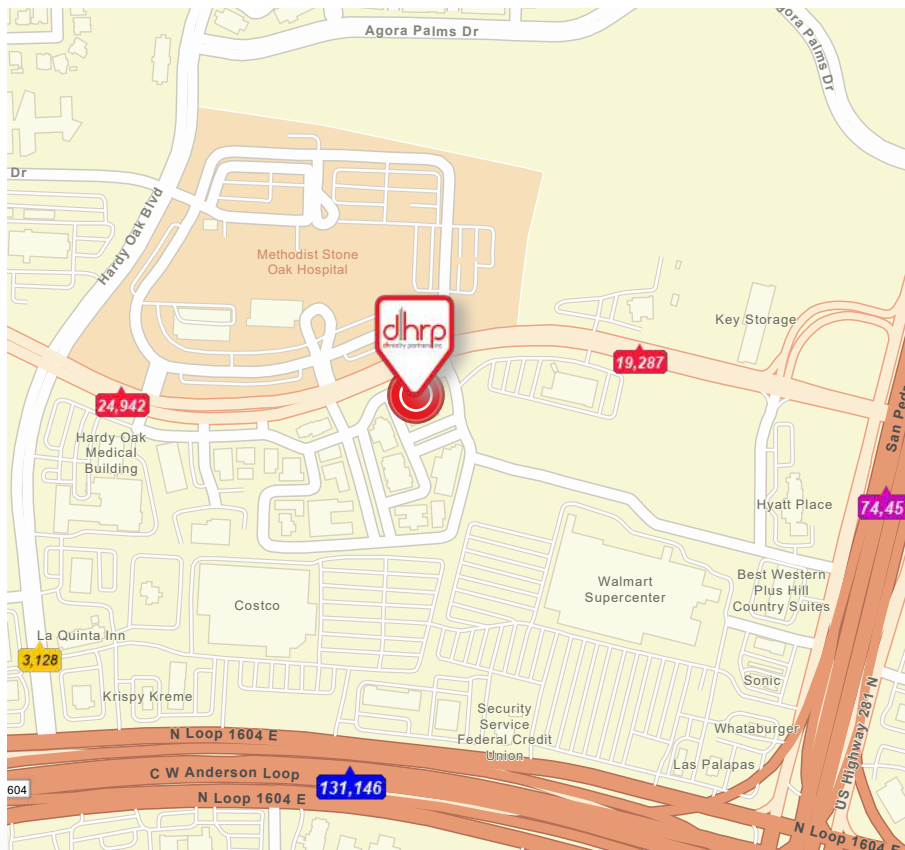 Agora Palms Dr
Agora Palms Dr
Dr
Hardy Oak Blvd
Methodist Stone
Oak Hospital
dhrp
Key Storage
19,287
24,942
San Pedr
Hardy Oak
Medical
Building
Hyatt Place
74,45
Walmart
Supercenter
Best Western
Plus Hill
Country Suites
Costco
La Quinta Inn
3,128
Sonic
Krispy Kreme
US Highway 281 N
Security
Service
Federal Credit
Union
Whataburger
N Loop 1604 E
Las Palapas
C W Anderson Loop
604
131,146
N Loop 1604 E
N Loop 1604 E